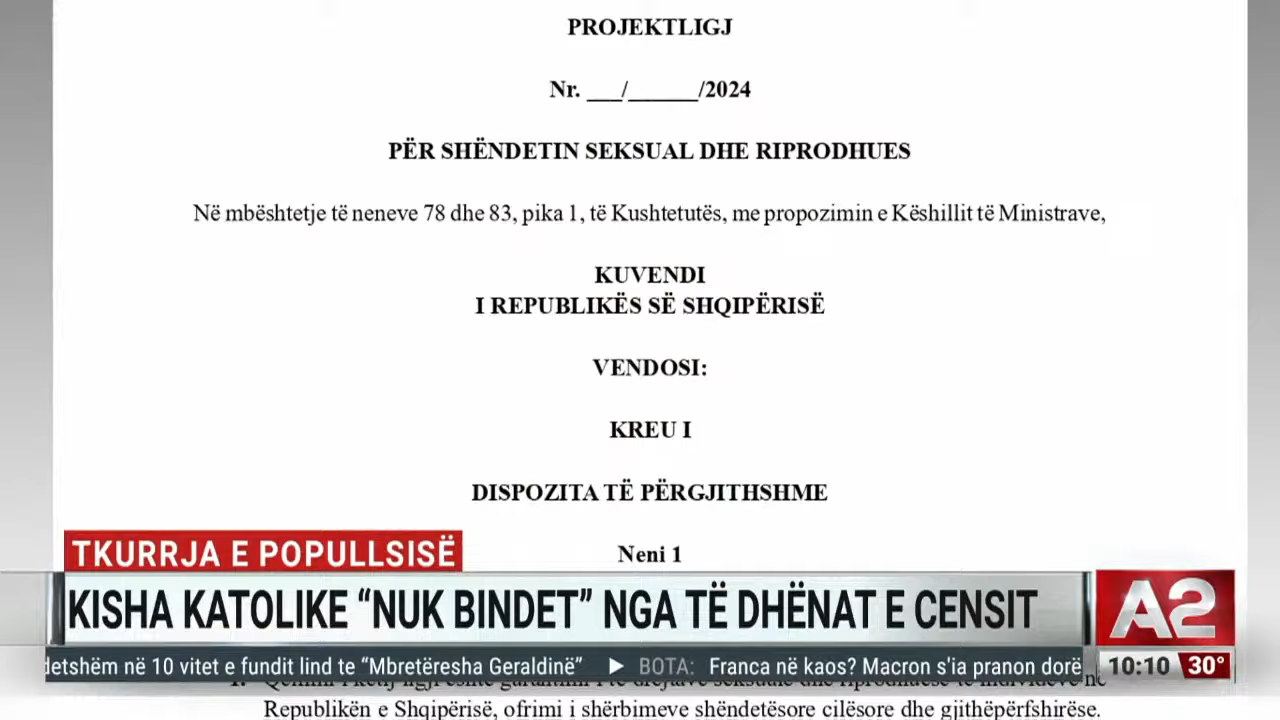 PROJEKTLIGJ
Nr. ___/______/2024
PËR SHËNDETIN SEKSUAL DHE RIPRODHUES
Në mbështetje të neneve 78 dhe 83, pika 1, të Kushtetutës, me propozimin e Këshillit të Ministrave,
KUVENDI
I REPUBLIKËS SË SHQIPËRISË
VENDOSI:
KREU I
DISPOZITA TË PËRGJITHSHME
Neni 1
TKURRJA E POPULLSISË
KISHA KATOLIKE “NUK BINDET” NGA TË DHËNAT E CENSIT
A2
detshëm në 10 vitet e fundit lind te “Mbretëresha Geraldinë” ▶ BOTA: Franca në kaos? Macron s'ia pranon dorë
10:10 30°
Republikën e Shqipërisë, ofrimi i shërbimeve shëndetësore cilësore dhe gjithëpërfshirëse.